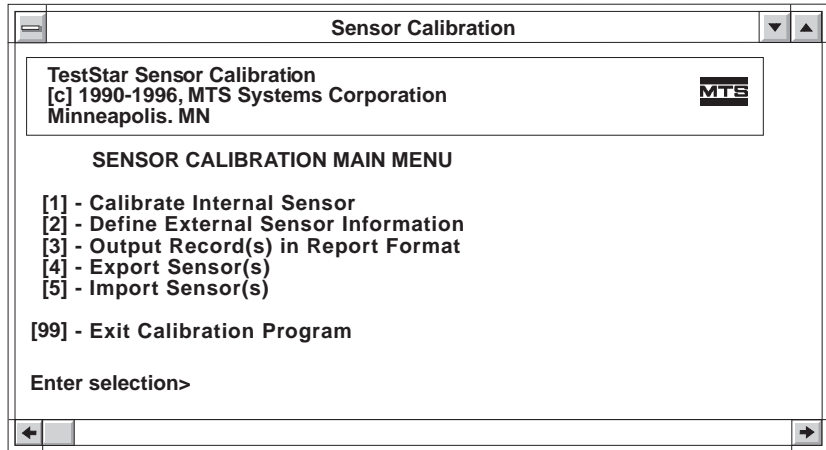 Sensor Calibration
TestStar Sensor Calibration
[c] 1990-1996, MTS Systems Corporation
Minneapolis. MN
MTS
SENSOR CALIBRATION MAIN MENU
[1] - Calibrate Internal Sensor
[2] - Define External Sensor Information
[3] - Output Record(s) in Report Format
[4] - Export Sensor(s)
[5] - Import Sensor(s)
[99] - Exit Calibration Program
Enter selection>